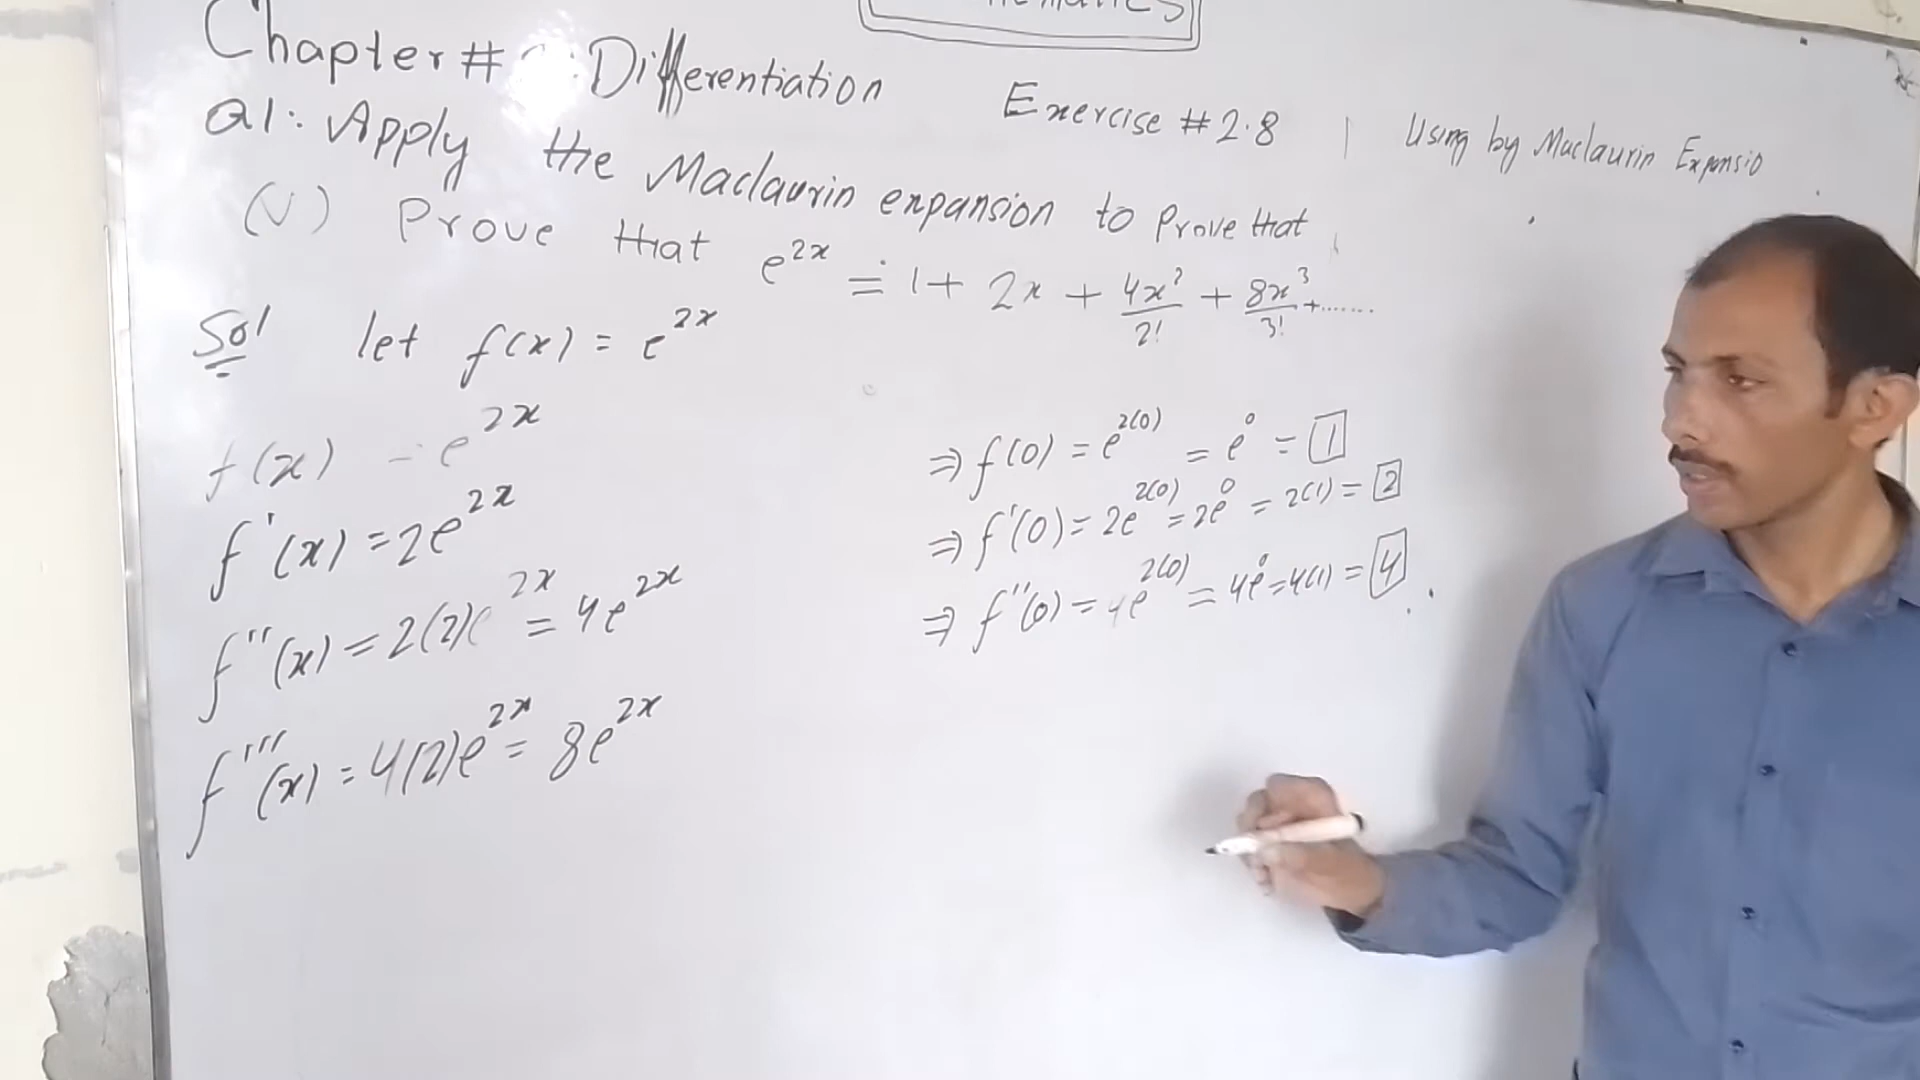 Chapter # : Differentiation Exercise # 2.8 | Using by Maclaurin Expansio
Q1: Apply the Maclaurin expansion to Prove that
(V) Prove that e^{2x} = 1 + 2x + 4x²/2! + 8x³/3! + .......
Sol let f(x) = e^{2x}
f(x) = e^{2x} ⇒ f(0) = e^{2(0)} = e^0 = 1
f'(x) = 2e^{2x} ⇒ f'(0) = 2e^{2(0)} = 2e^0 = 2(1) = 2
f''(x) = 2(2)e^{2x} = 4e^{2x} ⇒ f''(0) = 4e^{2(0)} = 4e^0 = 4(1) = 4
f'''(x) = 4(2)e^{2x} = 8e^{2x}